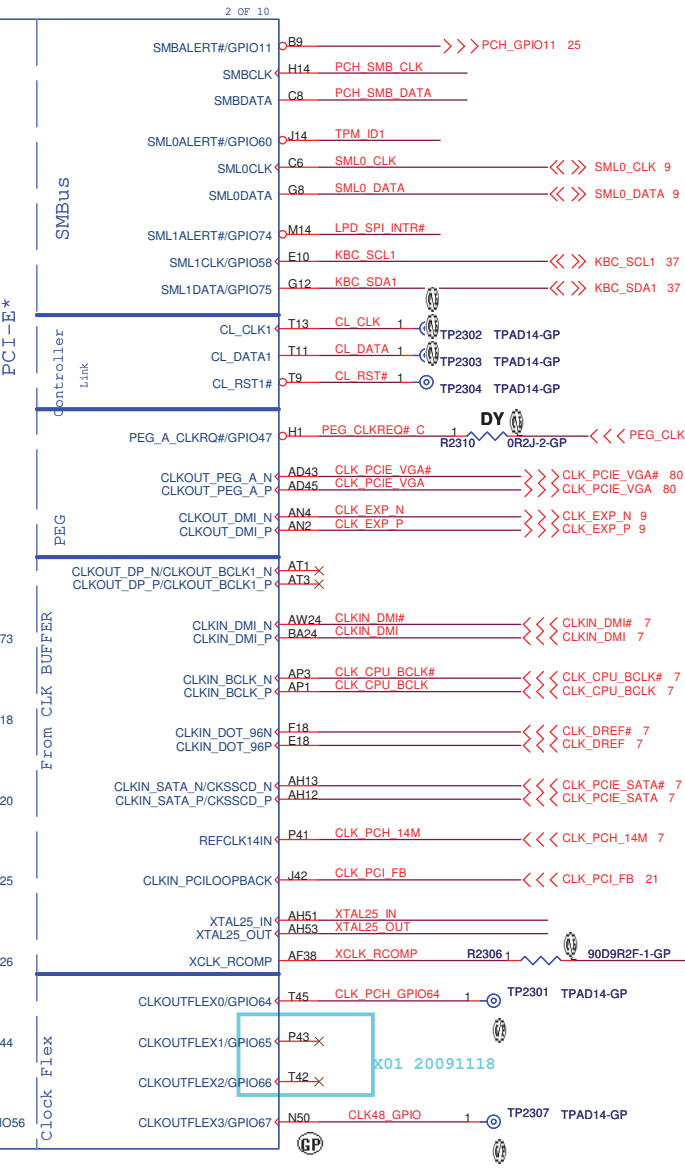 2 OF 10
SMBALERT#/GPIO11 B9 PCH_GPIO11 25
SMBCLK H14 PCH_SMB_CLK
SMBDATA C8 PCH_SMB_DATA
SML0ALERT#/GPIO60 J14 TPM_ID1
SML0CLK C6 SML0_CLK SML0_CLK 9
SML0DATA G8 SML0_DATA SML0_DATA 9
SMBus
SML1ALERT#/GPIO74 M14 LPD_SPI_INTR#
SML1CLK/GPIO58 E10 KBC_SCL1 KBC_SCL1 37
SML1DATA/GPIO75 G12 KBC_SDA1 KBC_SDA1 37
PCI-E*
CL_CLK1 T13 CL_CLK 1 TP2302 TPAD14-GP
CL_DATA1 T11 CL_DATA 1 TP2303 TPAD14-GP
CL_RST1# T9 CL_RST# 1 TP2304 TPAD14-GP
Controller
Link
DY
PEG_A_CLKRQ#/GPIO47 H1 PEG_CLKREQ#_C 1 R2310 0R2J-2-GP PEG_CLK
CLKOUT_PEG_A_N AD43 CLK_PCIE_VGA# CLK_PCIE_VGA# 80
CLKOUT_PEG_A_P AD45 CLK_PCIE_VGA CLK_PCIE_VGA 80
CLKOUT_DMI_N AN4 CLK_EXP_N CLK_EXP_N 9
CLKOUT_DMI_P AN2 CLK_EXP_P CLK_EXP_P 9
PEG
CLKOUT_DP_N/CLKOUT_BCLK1_N AT1
CLKOUT_DP_P/CLKOUT_BCLK1_P AT3
CLKIN_DMI_N AW24 CLKIN_DMI# CLKIN_DMI# 7
73 CLKIN_DMI_P BA24 CLKIN_DMI CLKIN_DMI 7
CLKIN_BCLK_N AP3 CLK_CPU_BCLK# CLK_CPU_BCLK# 7
CLKIN_BCLK_P AP1 CLK_CPU_BCLK CLK_CPU_BCLK 7
From CLK BUFFER
18
CLKIN_DOT_96N F18 CLK_DREF# 7
CLKIN_DOT_96P E18 CLK_DREF 7
CLKIN_SATA_N/CKSSCD_N AH13 CLK_PCIE_SATA# 7
20 CLKIN_SATA_P/CKSSCD_P AH12 CLK_PCIE_SATA 7
REFCLK14IN P41 CLK_PCH_14M CLK_PCH_14M 7
25 CLKIN_PCILOOPBACK J42 CLK_PCI_FB CLK_PCI_FB 21
XTAL25_IN AH51 XTAL25_IN
XTAL25_OUT AH53 XTAL25_OUT
26 XCLK_RCOMP AF38 XCLK_RCOMP R2306 1 90D9R2F-1-GP
CLKOUTFLEX0/GPIO64 T45 CLK_PCH_GPIO64 1 TP2301 TPAD14-GP
44 CLKOUTFLEX1/GPIO65 P43
X01 20091118
CLKOUTFLEX2/GPIO66 T42
Clock Flex
IO56 CLKOUTFLEX3/GPIO67 N50 CLK48_GPIO 1 TP2307 TPAD14-GP
GP